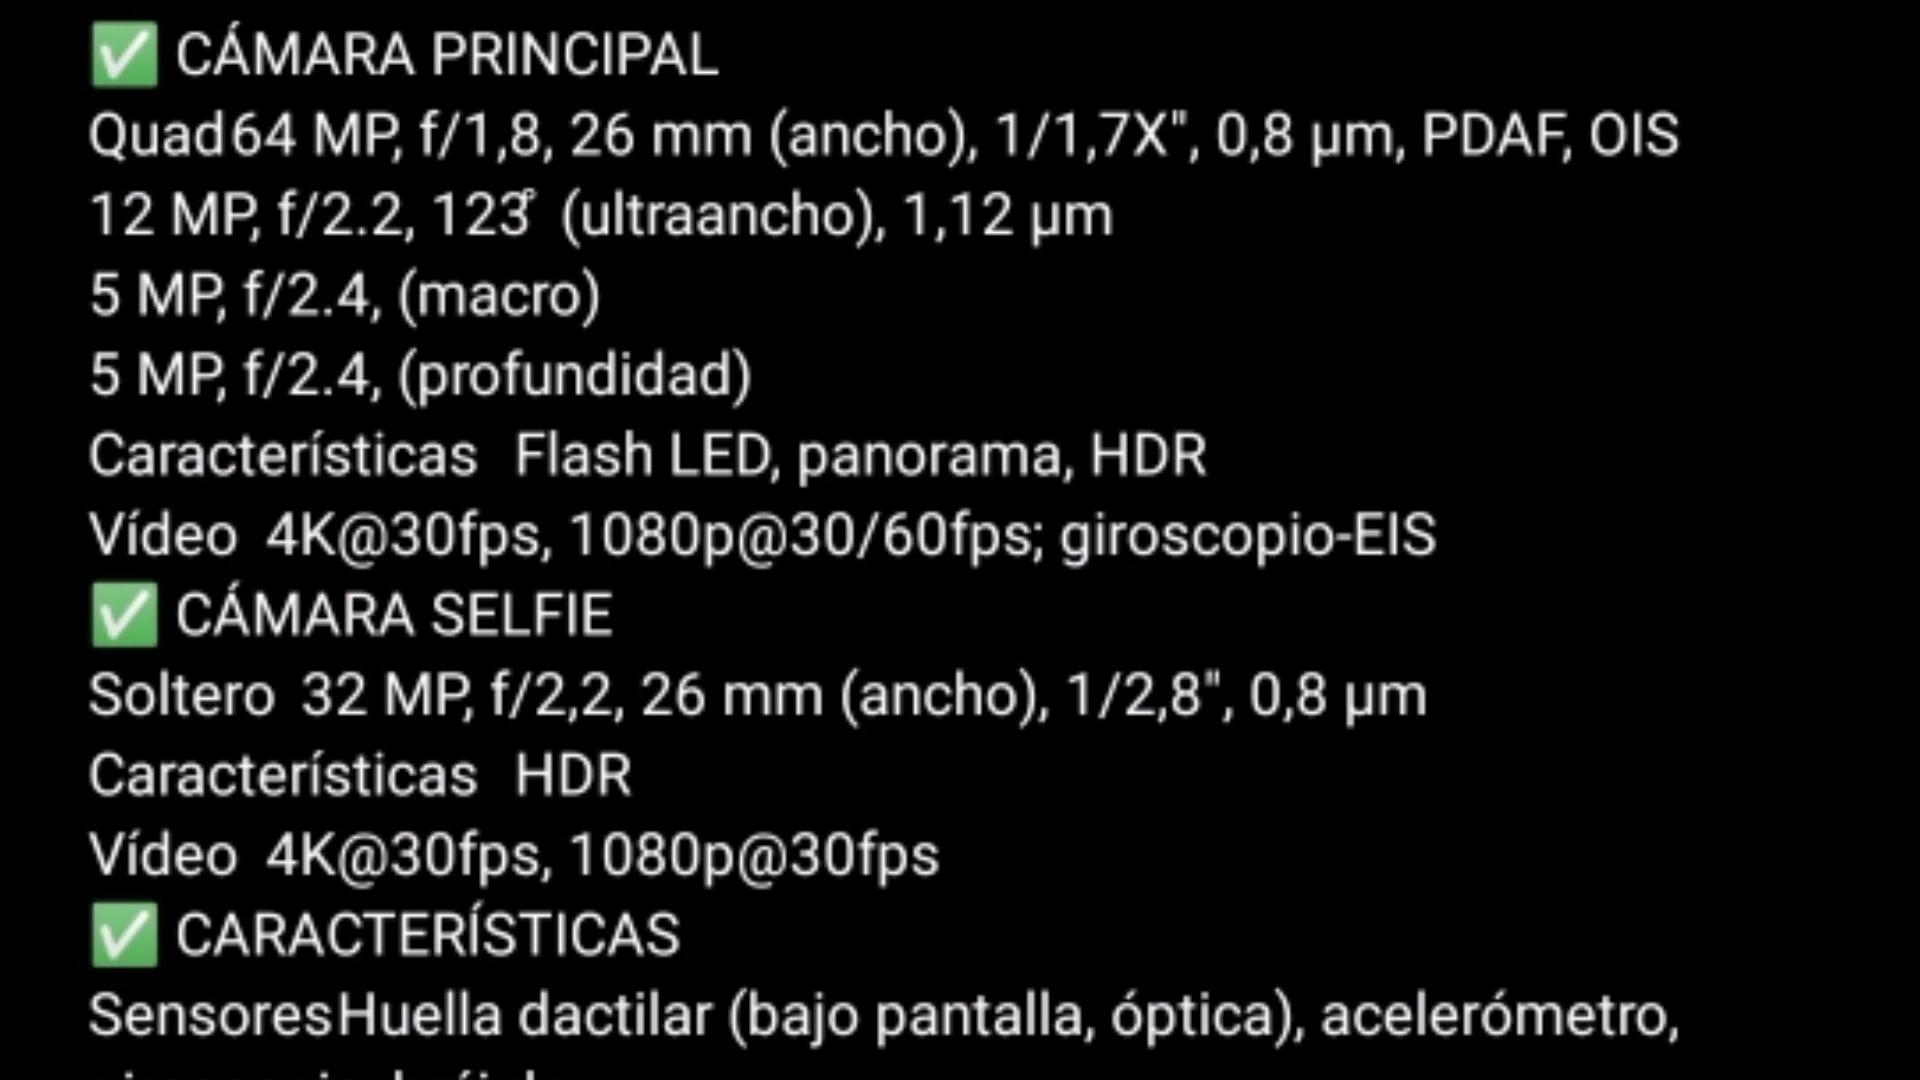 ✅ CÁMARA PRINCIPAL
Quad64 MP, f/1,8, 26 mm (ancho), 1/1,7X", 0,8 µm, PDAF, OIS
12 MP, f/2.2, 123 (ultraancho), 1,12 µm
5 MP, f/2.4, (macro)
5 MP, f/2.4, (profundidad)
Características Flash LED, panorama, HDR
Vídeo 4K@30fps, 1080p@30/60fps; giroscopio-EIS
✅ CÁMARA SELFIE
Soltero 32 MP, f/2,2, 26 mm (ancho), 1/2,8", 0,8 µm
Características HDR
Vídeo 4K@30fps, 1080p@30fps
✅ CARACTERÍSTICAS
SensoresHuella dactilar (bajo pantalla, óptica), acelerómetro,